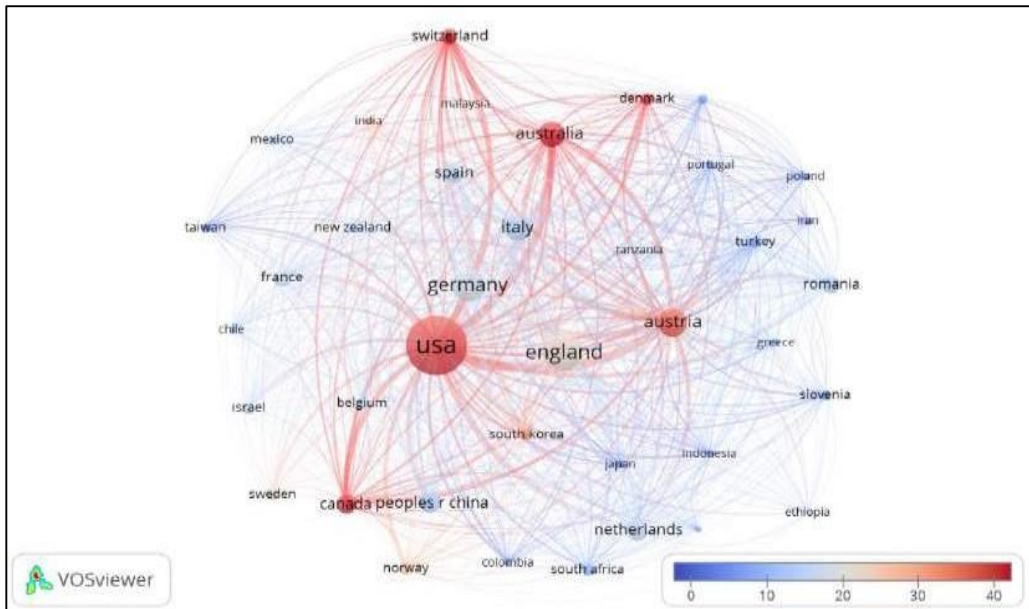 switzerland
malaysia
denmark
india
australia
mexico
portugal
spain
poland
taiwan
new zealand
italy
iran
turkey
tanzania
france
germany
romania
austria
chile
usa
england
greece
belgium
slovenia
israel
south korea
japan
indonesia
sweden
canada
peoples r china
ethiopia
netherlands
norway
colombia
south africa
VOSviewer
0 10 20 30 40